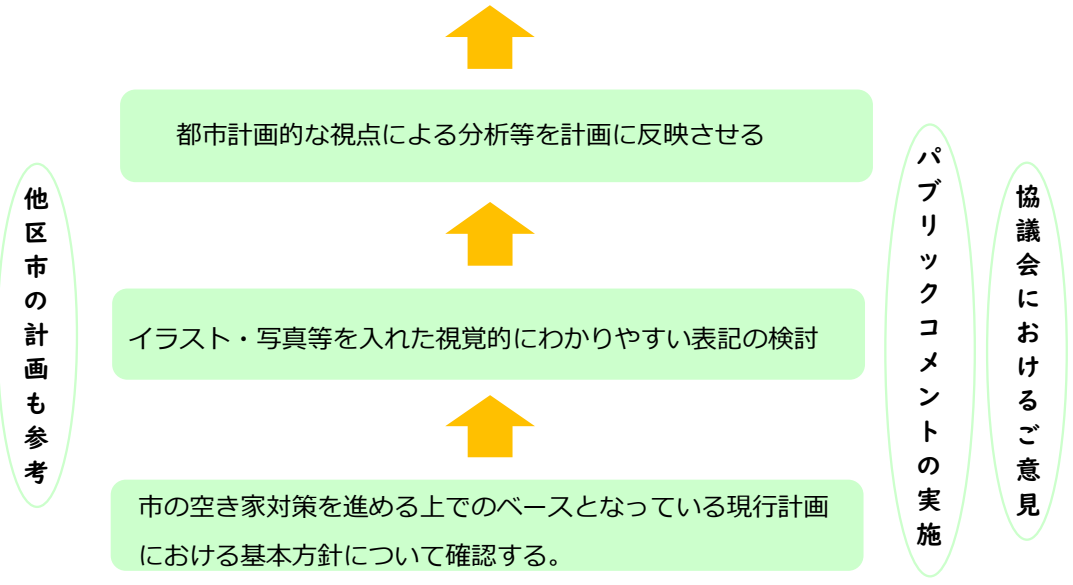 都市計画的な視点による分析等を計画に反映させる
イラスト・写真等を入れた視覚的にわかりやすい表記の検討
市の空き家対策を進める上でのベースとなっている現行計画
における基本方針について確認する。
他区市の計画も参考
パブリックコメントの実施
協議会におけるご意見